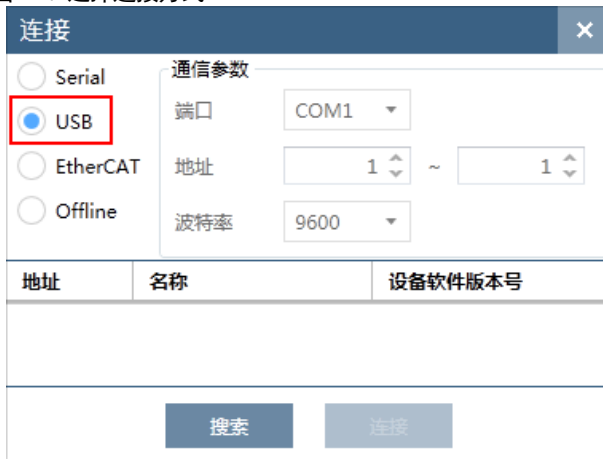 连接
Serial
USB
EtherCAT
Offline
通信参数
端口 COM1
地址 1 ~ 1
波特率 9600
地址 名称 设备软件版本号
搜索 连接